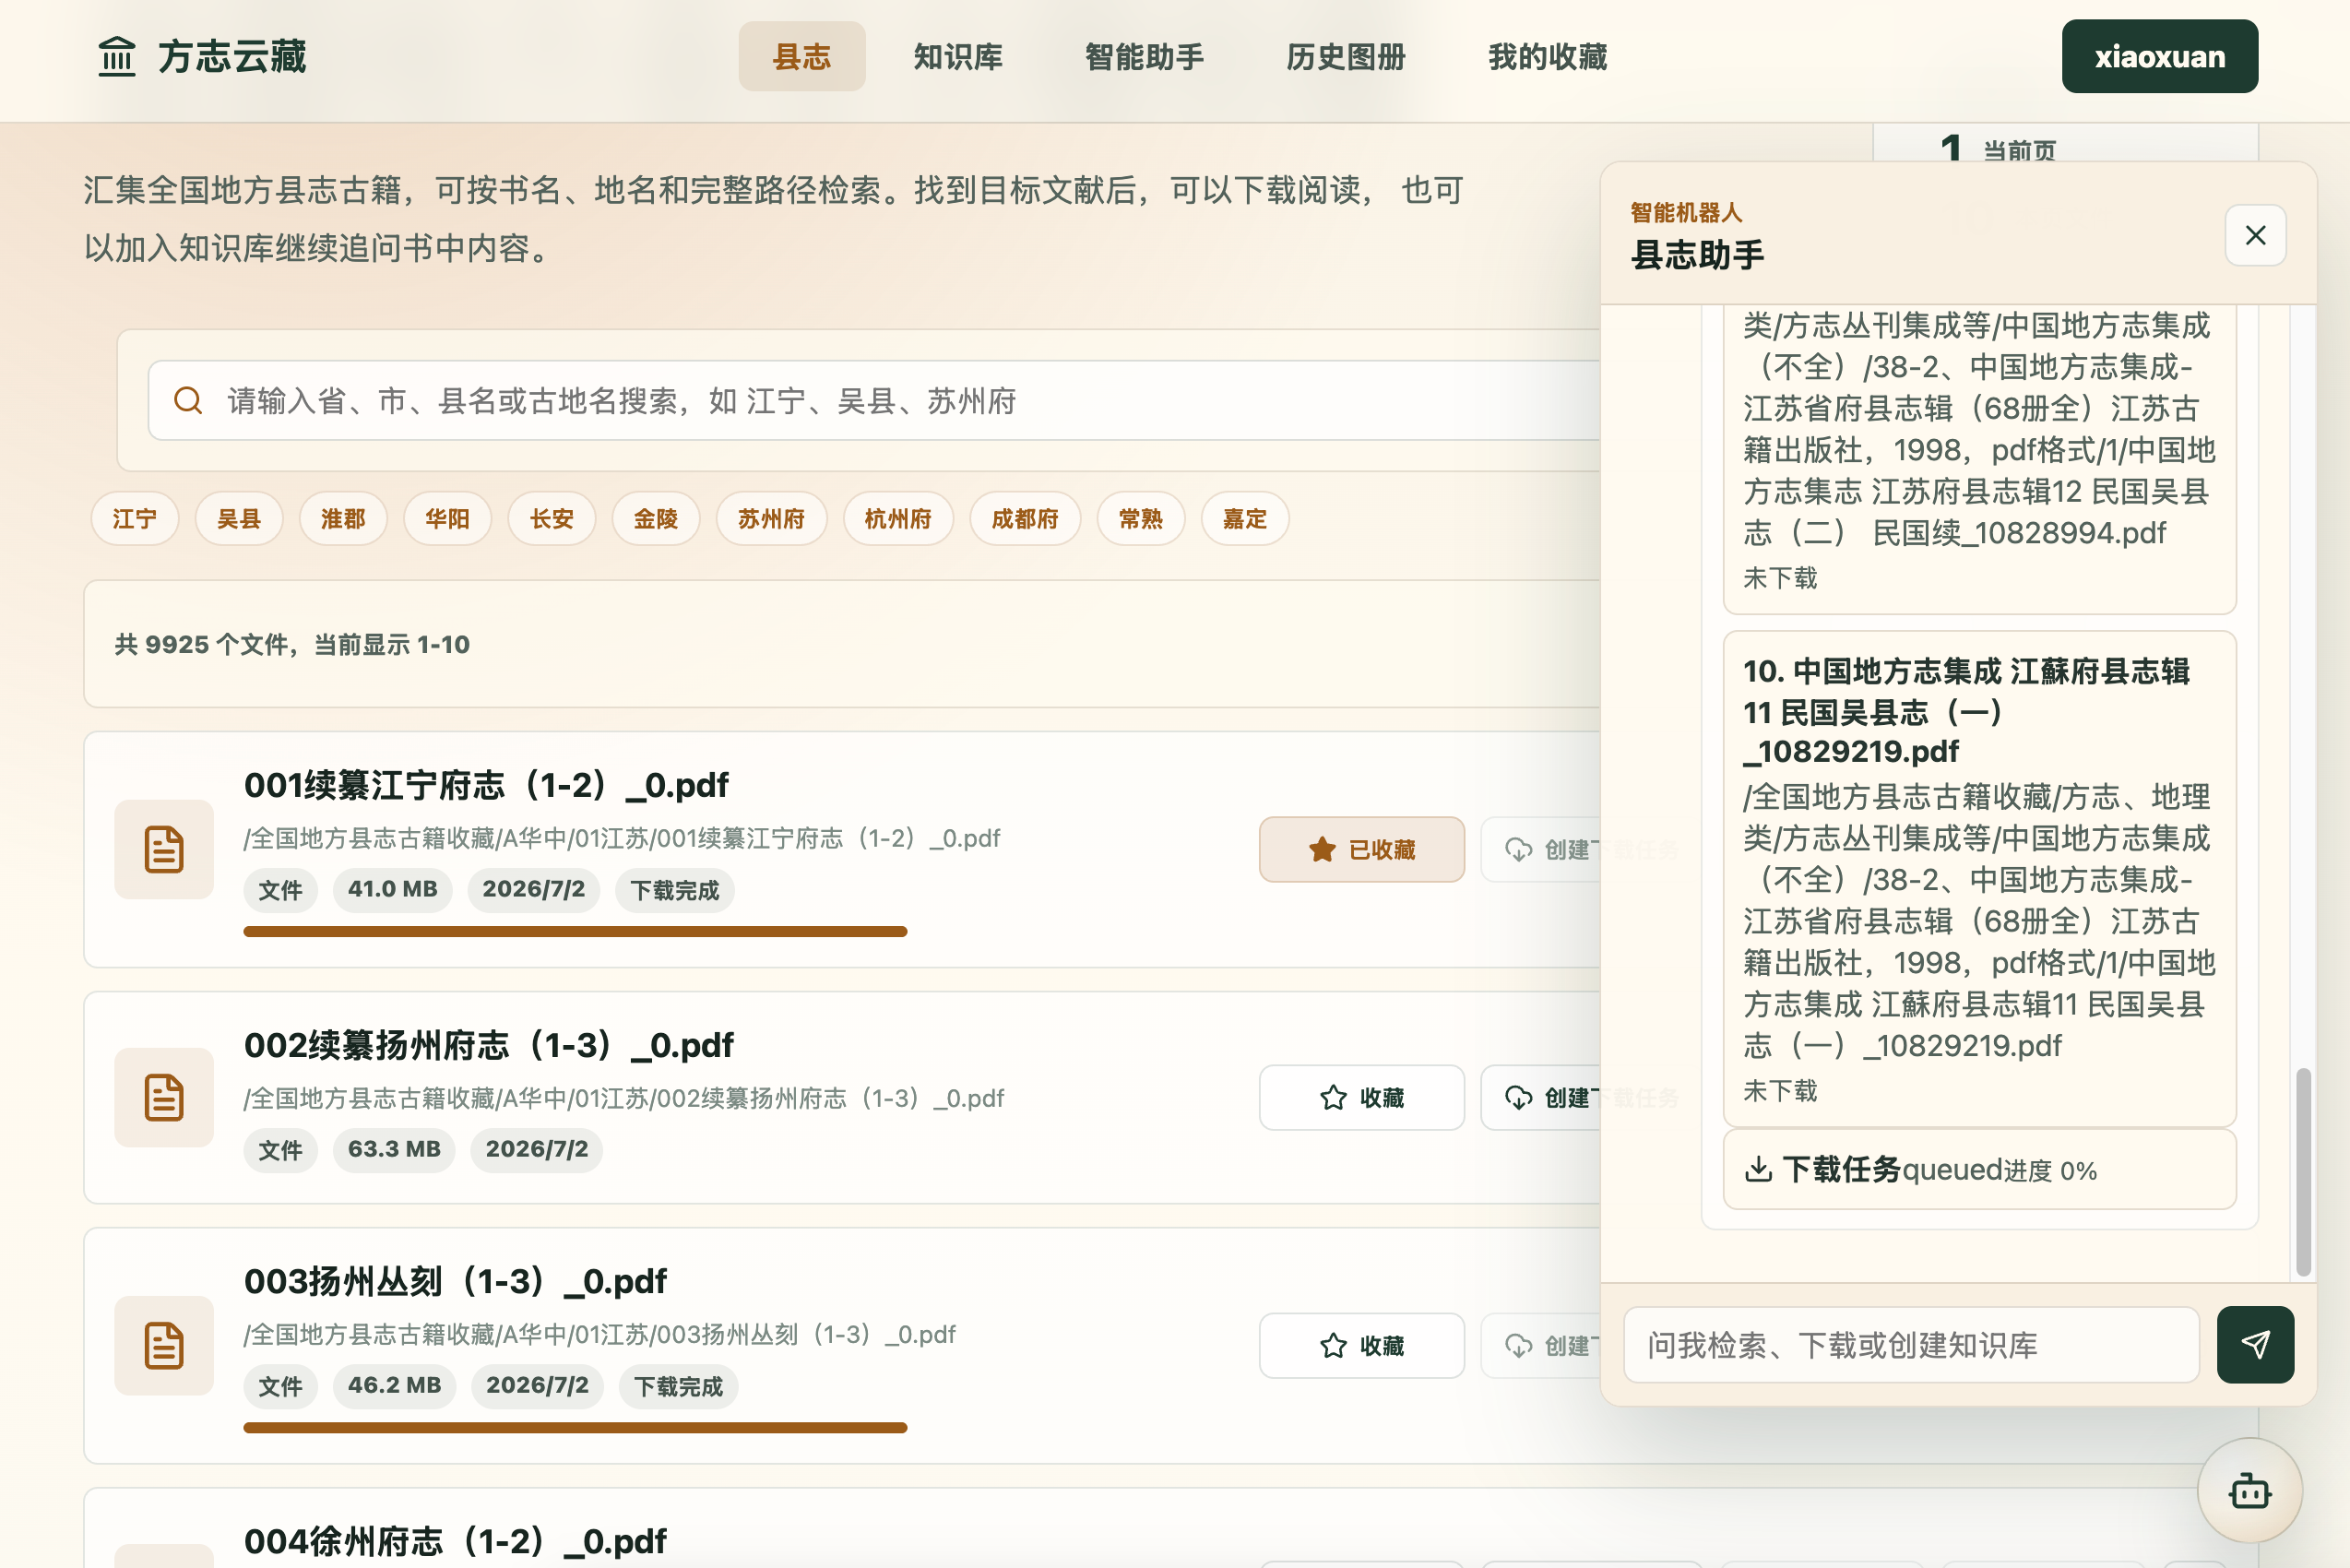 方志云藏
县志
知识库
智能助手
历史图册
我的收藏
xiaoxuan
汇集全国地方县志古籍，可按书名、地名和完整路径检索。找到目标文献后，可以下载阅读， 也可
以加入知识库继续追问书中内容。
1 当前页
请输入省、市、县名或古地名搜索，如 江宁、吴县、苏州府
江宁
吴县
淮郡
华阳
长安
金陵
苏州府
杭州府
成都府
常熟
嘉定
共 9925 个文件，当前显示 1-10
001续纂江宁府志（1-2）_0.pdf
/全国地方县志古籍收藏/A华中/01江苏/001续纂江宁府志（1-2）_0.pdf
文件
41.0 MB
2026/7/2
下载完成
已收藏
创建下载任务
002续纂扬州府志（1-3）_0.pdf
/全国地方县志古籍收藏/A华中/01江苏/002续纂扬州府志（1-3）_0.pdf
文件
63.3 MB
2026/7/2
收藏
创建下载任务
003扬州丛刻（1-3）_0.pdf
/全国地方县志古籍收藏/A华中/01江苏/003扬州丛刻（1-3）_0.pdf
文件
46.2 MB
2026/7/2
下载完成
收藏
创建
004徐州府志（1-2）_0.pdf
智能机器人
县志助手
类/方志丛刊集成等/中国地方志集成
（不全）/38-2、中国地方志集成-
江苏省府县志辑（68册全）江苏古
籍出版社，1998，pdf格式/1/中国地
方志集志 江苏府县志辑12 民国吴县
志（二） 民国续_10828994.pdf
未下载
10. 中国地方志集成 江蘇府县志辑
11 民国吴县志（一）
_10829219.pdf
/全国地方县志古籍收藏/方志、地理
类/方志丛刊集成等/中国地方志集成
（不全）/38-2、中国地方志集成-
江苏省府县志辑（68册全）江苏古
籍出版社，1998，pdf格式/1/中国地
方志集成 江蘇府县志辑11 民国吴县
志（一）_10829219.pdf
未下载
下载任务queued进度 0%
问我检索、下载或创建知识库